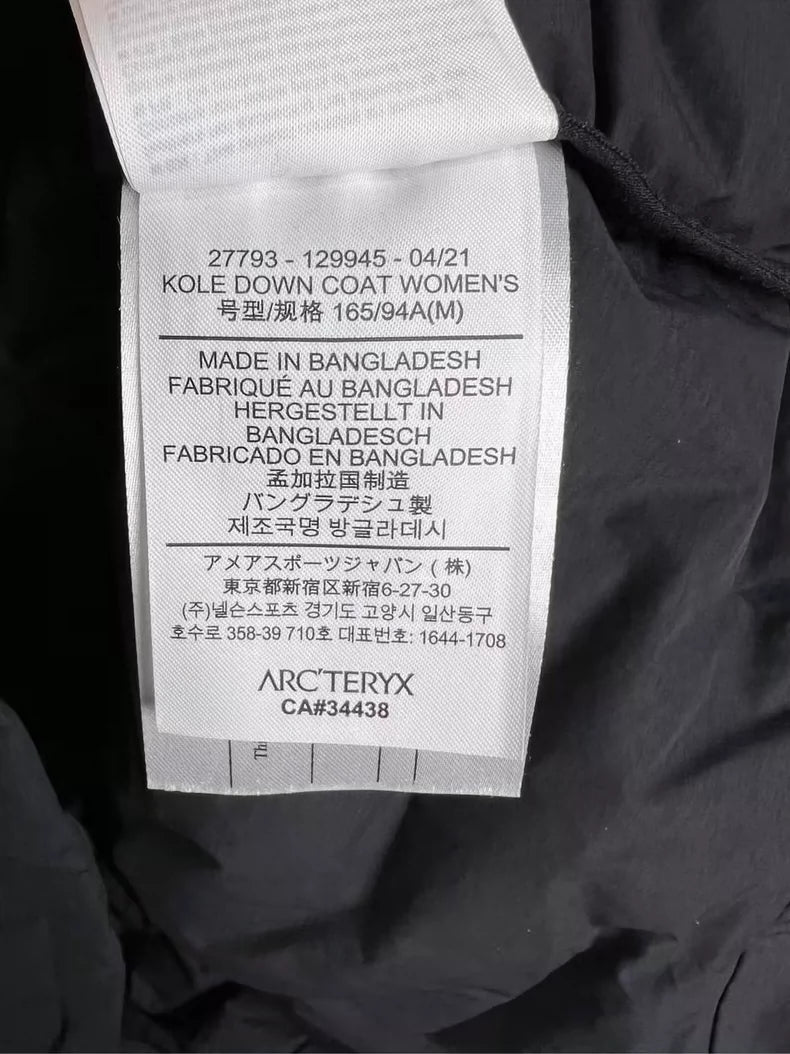 27793 - 129945 - 04/21
KOLE DOWN COAT WOMEN'S
号型/规格 165/94A(M)
MADE IN BANGLADESH
FABRIQUÉ AU BANGLADESH
HERGESTELLT IN
BANGLADESCH
FABRICADO EN BANGLADESH
孟加拉国制造
バングラデシュ製
제조국명 방글라데시
アメアスポーツジャパン (株)
東京都新宿区新宿6-27-30
(주)넬슨스포츠 경기도 고양시 일산동구
호수로 358-39 710호 대표번호: 1644-1708
ARC'TERYX
CA#34438